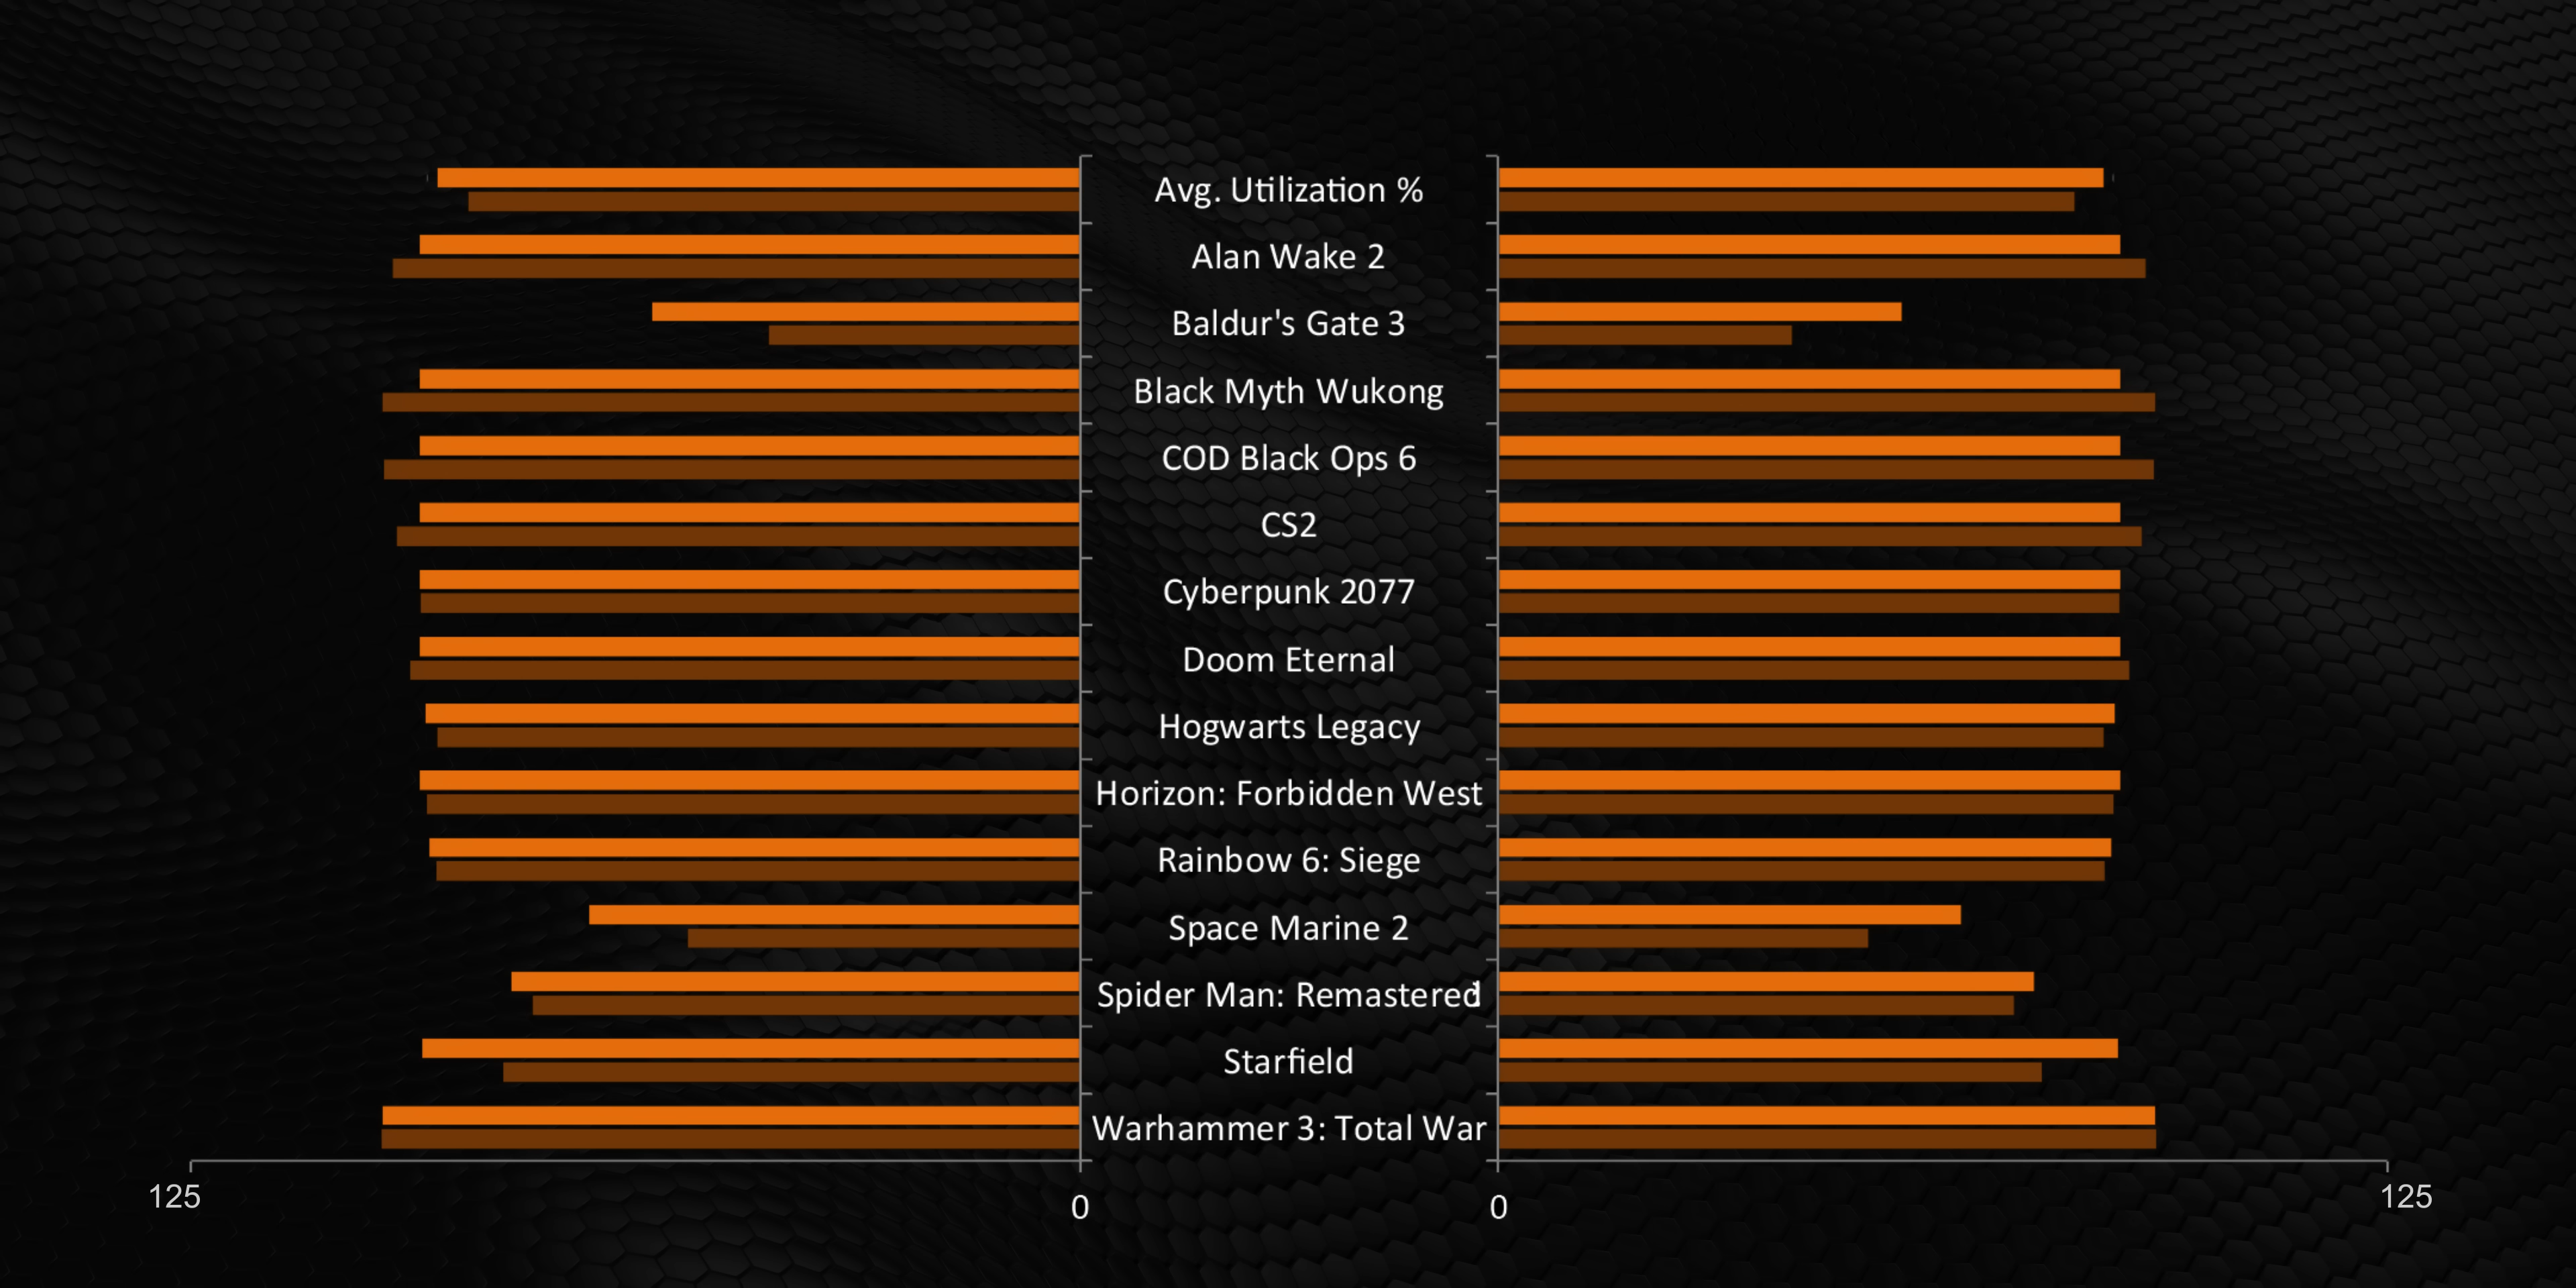 Avg. Utilization %
Alan Wake 2
Baldur's Gate 3
Black Myth Wukong
COD Black Ops 6
CS2
Cyberpunk 2077
Doom Eternal
Hogwarts Legacy
Horizon: Forbidden West
Rainbow 6: Siege
Space Marine 2
Spider Man: Remastered
Starfield
Warhammer 3: Total War
125 0 0 125